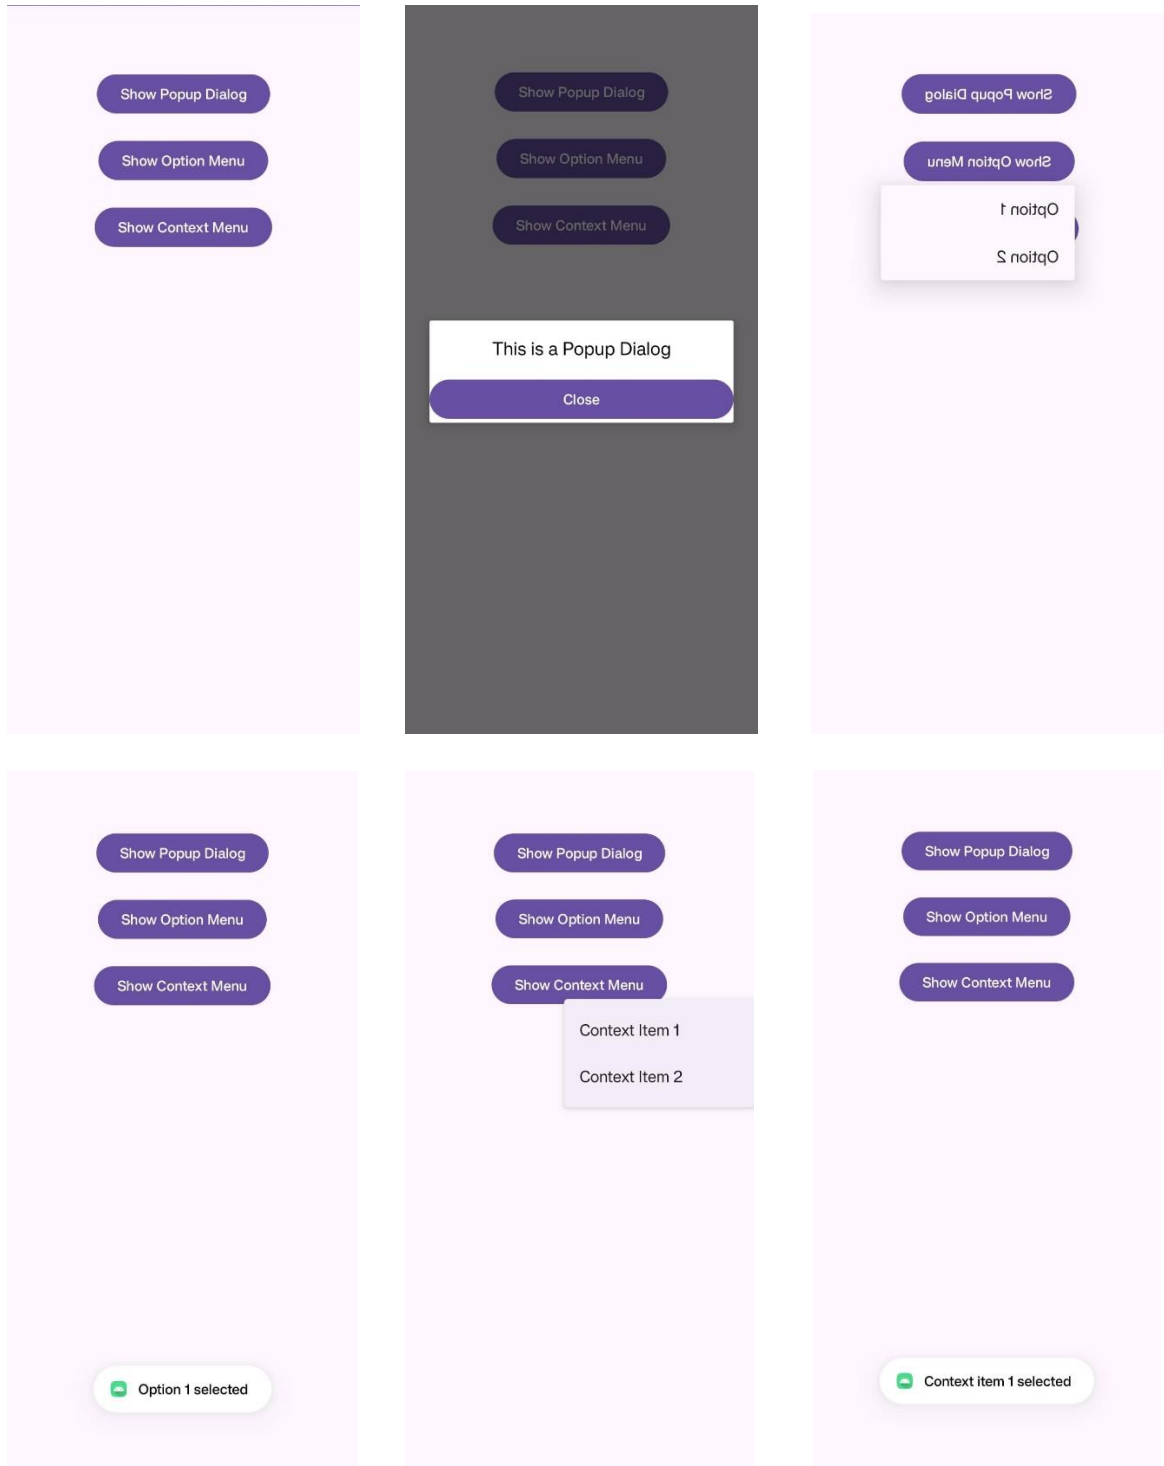 Show Popup Dialog
Show Option Menu
Show Context Menu
Show Popup Dialog
Show Option Menu
Show Context Menu
This is a Popup Dialog
Close
Show Popup Dialog
Show Option Menu
Option 1
Option 2
Show Popup Dialog
Show Option Menu
Show Context Menu
Option 1 selected
Show Popup Dialog
Show Option Menu
Show Context Menu
Context Item 1
Context Item 2
Show Popup Dialog
Show Option Menu
Show Context Menu
Context item 1 selected